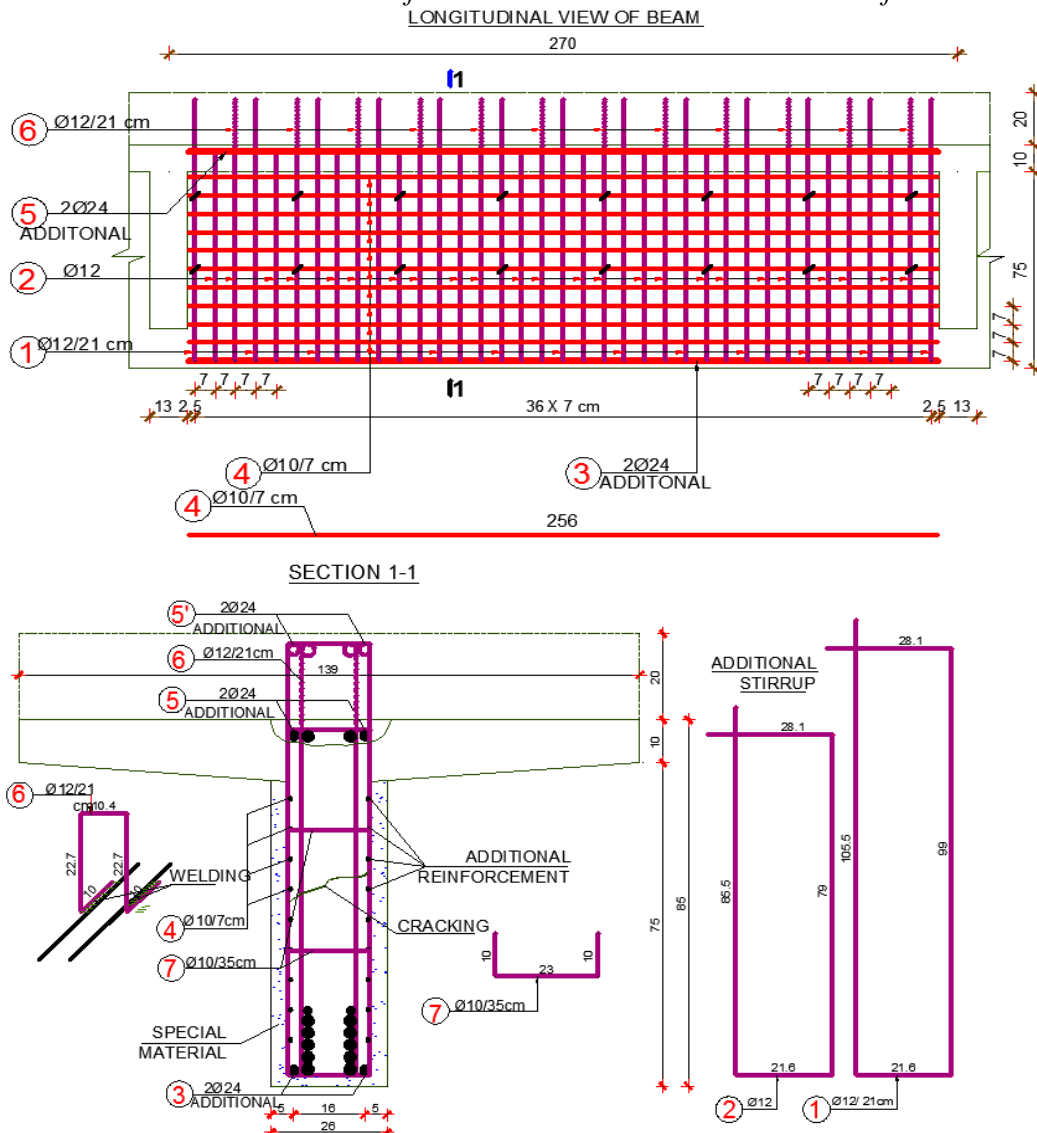 LONGITUDINAL VIEW OF BEAM
270
1
6 Ø12/21 cm
20
10
5 2Ø24
ADDITONAL
2 Ø12
75
1 Ø12/21 cm
7
7
7
7 7 7 7
7 7 7 7
13 2.5 36 X 7 cm 2.5 13
1
4 Ø10/7 cm
3 2Ø24
ADDITONAL
4 Ø10/7 cm
256
SECTION 1-1
5' 2Ø24
ADDITIONAL
6 Ø12/21cm
139
5 2Ø24
ADDITIONAL
20
10
ADDITIONAL
STIRRUP
28.1
28.1
6 Ø12/21
cm 10.4
22.7
22.7
10
10
WELDING
ADDITIONAL
REINFORCEMENT
4 Ø10/7cm
CRACKING
7 Ø10/35cm
10
23
10
7 Ø10/35cm
SPECIAL
MATERIAL
3 2Ø24
ADDITIONAL
5 16 5
26
75
85
85.5
79
105.5
99
21.6
21.6
2 Ø12
1 Ø12/ 21cm